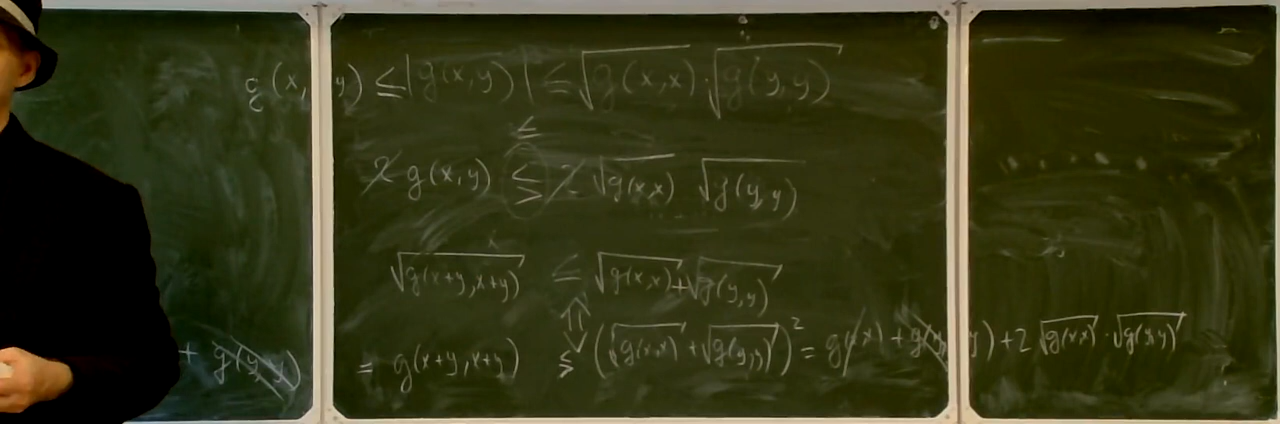 g(x,y) ≤ |g(x,y)| ≤ √g(x,x) · √g(y,y)
≤
2 g(x,y) ≤ > 2 √g(x,x) √g(y,y)
√g(x+y,x+y) ≤ √g(x,x) + √g(y,y)
⇕
+ g(y,y) = g(x+y,x+y) ≤ (√g(x,x) + √g(y,y))² = g(x,x) + g(y,y) + 2 √g(x,x) · √g(y,y)